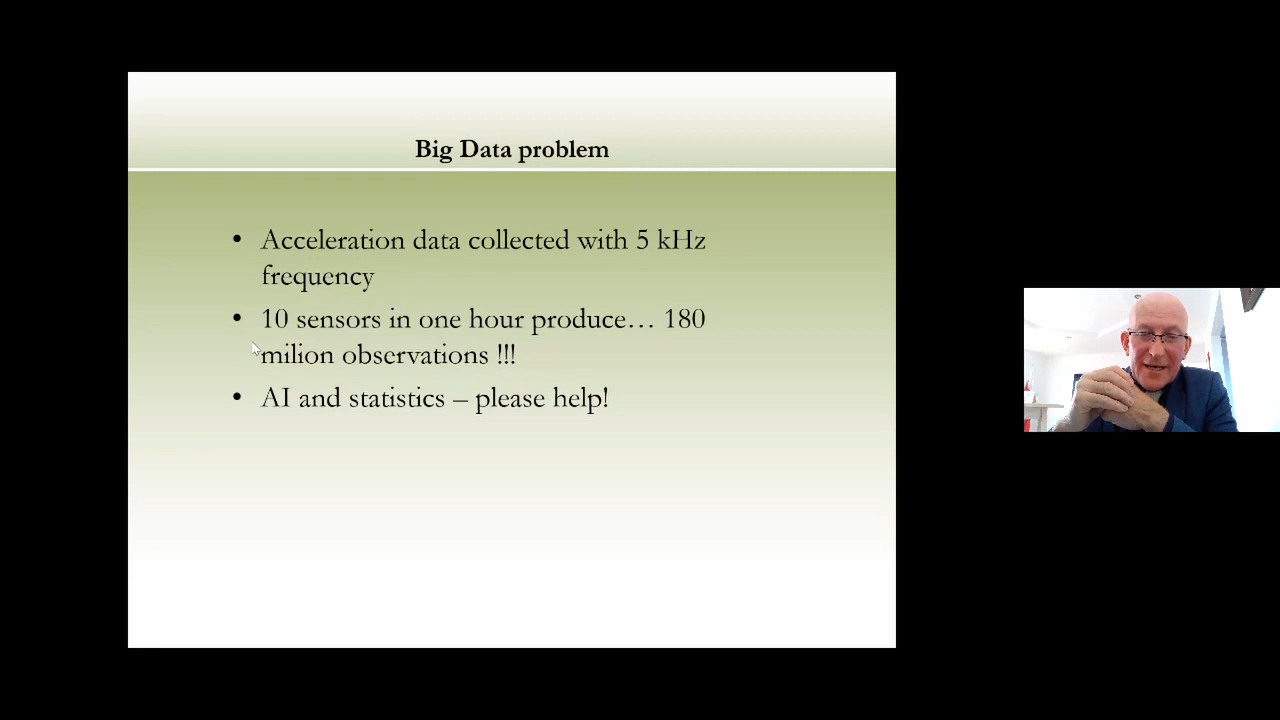 Big Data problem
• Acceleration data collected with 5 kHz
frequency
• 10 sensors in one hour produce… 180
milion observations !!!
• AI and statistics – please help!